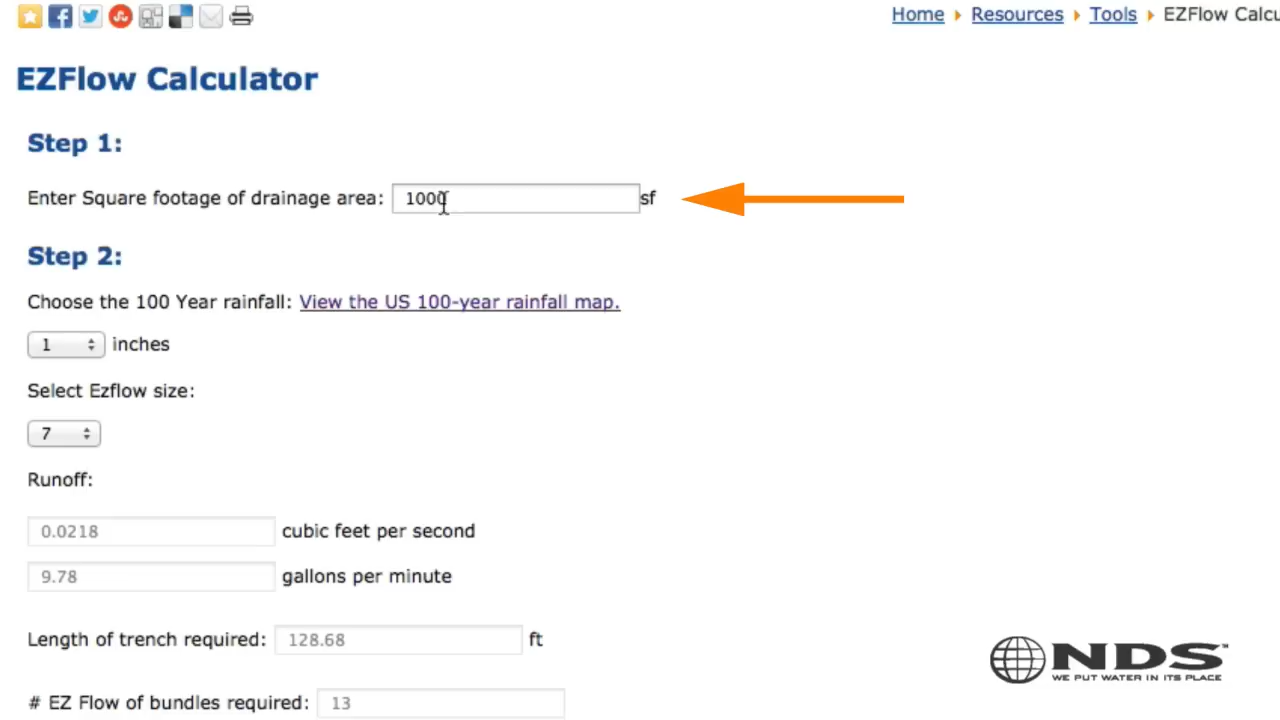 Home Resources Tools EZFlow Calcu
EZFlow Calculator
Step 1:
Enter Square footage of drainage area: 1000 sf
Step 2:
Choose the 100 Year rainfall: View the US 100-year rainfall map.
1 inches
Select Ezflow size:
7
Runoff:
0.0218 cubic feet per second
9.78 gallons per minute
Length of trench required: 128.68 ft
NDS™
WE PUT WATER IN ITS PLACE
# EZ Flow of bundles required: 13